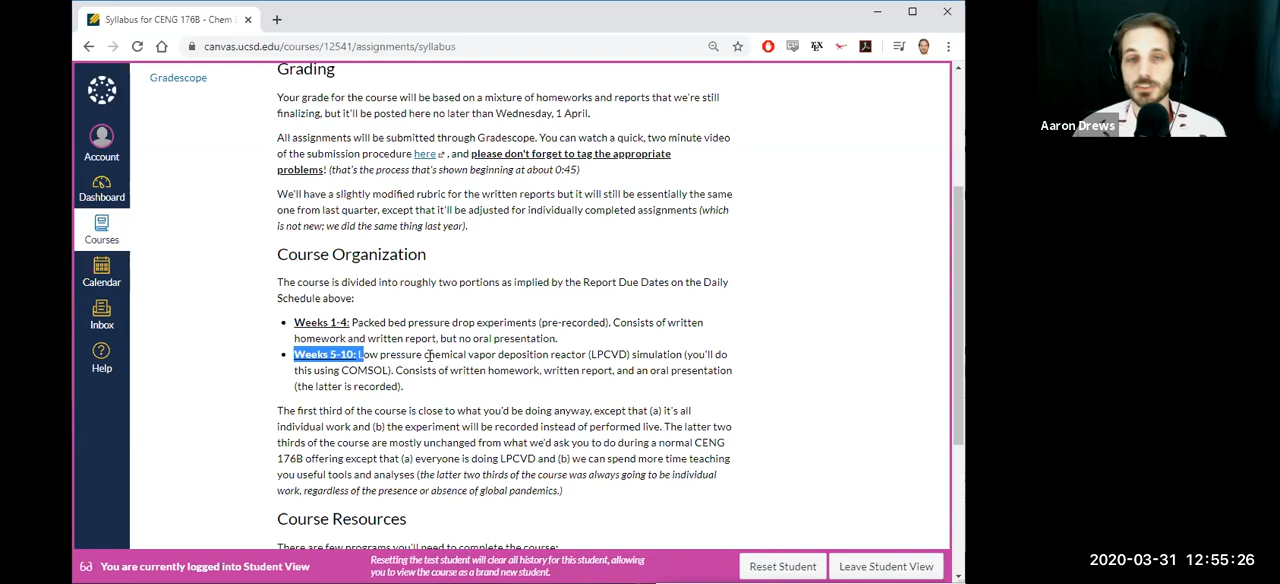 Syllabus for CENG 176B - Chem
canvas.ucsd.edu/courses/12541/assignments/syllabus
Account
Dashboard
Courses
Calendar
Inbox
Help
Gradescope
Grading
Your grade for the course will be based on a mixture of homeworks and reports that we're still
finalizing, but it'll be posted here no later than Wednesday, 1 April.
All assignments will be submitted through Gradescope. You can watch a quick, two minute video
of the submission procedure here, and please don't forget to tag the appropriate
problems! (that's the process that's shown beginning at about 0:45)
We'll have a slightly modified rubric for the written reports but it will still be essentially the same
one from last quarter, except that it'll be adjusted for individually completed assignments (which
is not new; we did the same thing last year).
Course Organization
The course is divided into roughly two portions as implied by the Report Due Dates on the Daily
Schedule above:
• Weeks 1-4: Packed bed pressure drop experiments (pre-recorded). Consists of written
homework and written report, but no oral presentation.
• Weeks 5-10: Low pressure chemical vapor deposition reactor (LPCVD) simulation (you'll do
this using COMSOL). Consists of written homework, written report, and an oral presentation
(the latter is recorded).
The first third of the course is close to what you'd be doing anyway, except that (a) it's all
individual work and (b) the experiment will be recorded instead of performed live. The latter two
thirds of the course are mostly unchanged from what we'd ask you to do during a normal CENG
176B offering except that (a) everyone is doing LPCVD and (b) we can spend more time teaching
you useful tools and analyses (the latter two thirds of the course was always going to be individual
work, regardless of the presence or absence of global pandemics.)
Course Resources
There are few programs you'll need to complete the course:
You are currently logged into Student View
Resetting the test student will clear all history for this student, allowing
you to view the course as a brand new student.
Reset Student
Leave Student View
Aaron Drews
2020-03-31 12:55:26